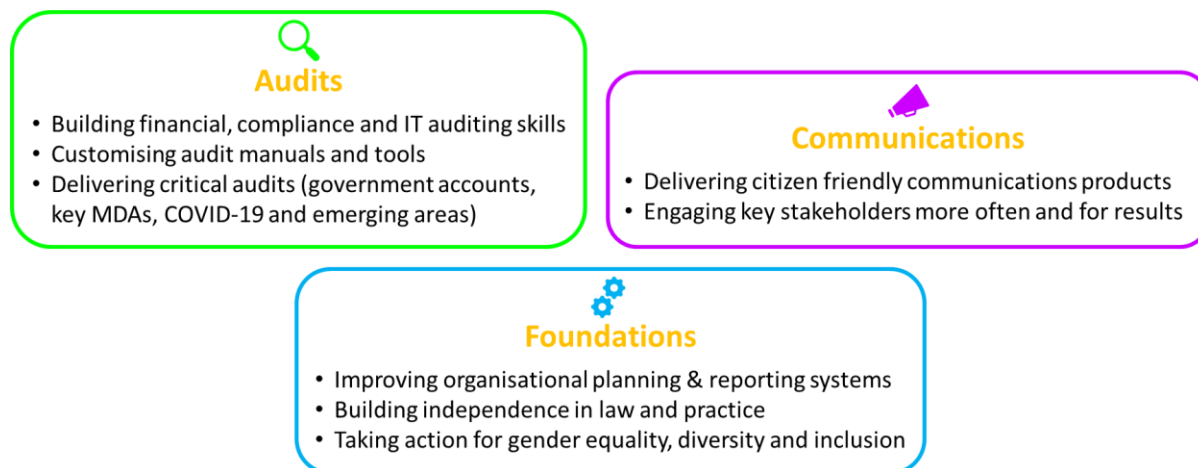 Audits
• Building financial, compliance and IT auditing skills
• Customising audit manuals and tools
• Delivering critical audits (government accounts,
key MDAs, COVID-19 and emerging areas)
Communications
• Delivering citizen friendly communications products
• Engaging key stakeholders more often and for results
Foundations
• Improving organisational planning & reporting systems
• Building independence in law and practice
• Taking action for gender equality, diversity and inclusion